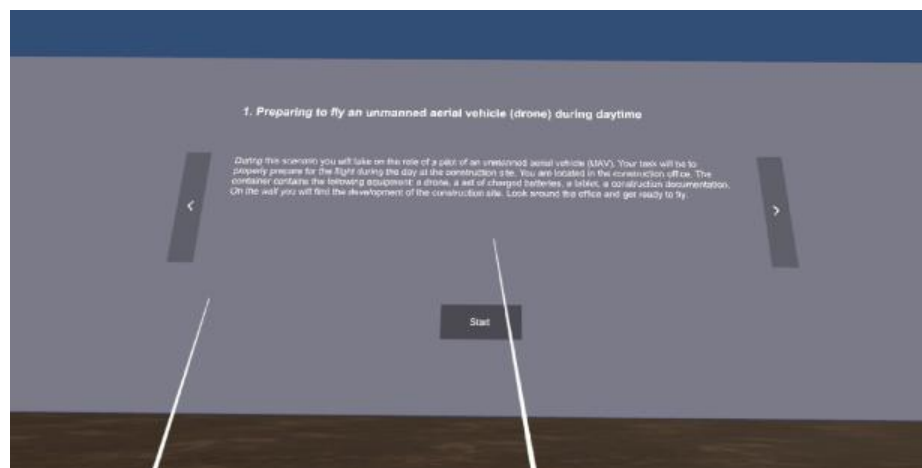 1. Preparing to fly an unmanned aerial vehicle (drone) during daytime
During this scenario you will take on the role of a pilot of an unmanned aerial vehicle (UAV). Your task will be to
properly prepare for the flight during the day at the construction site. You are located in the construction office. The
container contains the following equipment: a drone, a set of charged batteries, a tablet, a construction documentation.
On the wall you will find the development of the construction site. Look around the office and get ready to fly.
Start